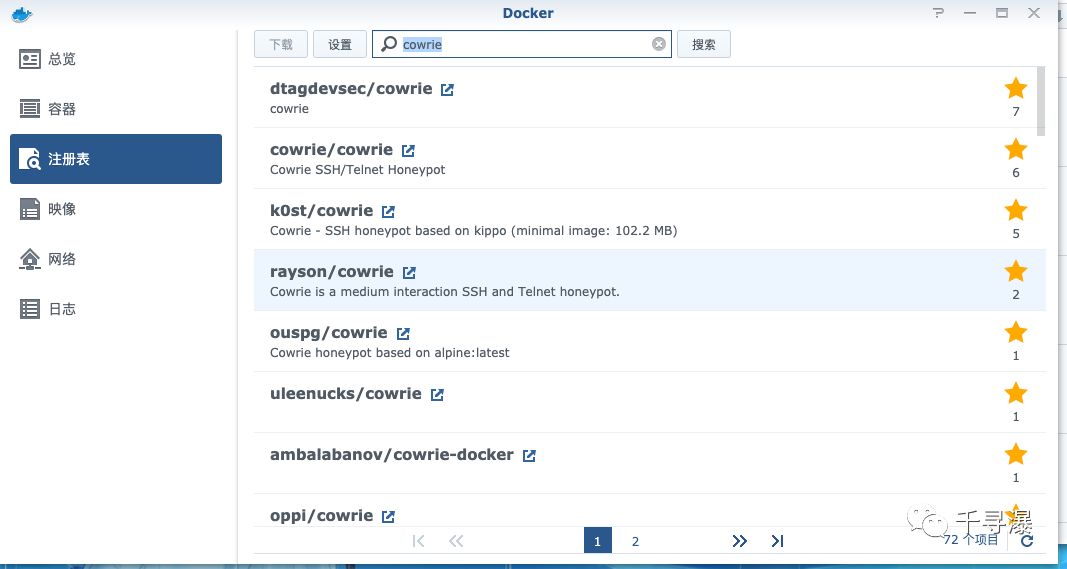 Docker
总览
容器
注册表
映像
网络
日志
下载 设置 cowrie 搜索
dtagdevsec/cowrie
cowrie
7
cowrie/cowrie
Cowrie SSH/Telnet Honeypot
6
k0st/cowrie
Cowrie - SSH honeypot based on kippo (minimal image: 102.2 MB)
5
rayson/cowrie
Cowrie is a medium interaction SSH and Telnet honeypot.
2
ouspg/cowrie
Cowrie honeypot based on alpine:latest
1
uleenucks/cowrie
1
ambalabanov/cowrie-docker
1
oppi/cowrie
1 2
72 个项目
千寻瀑